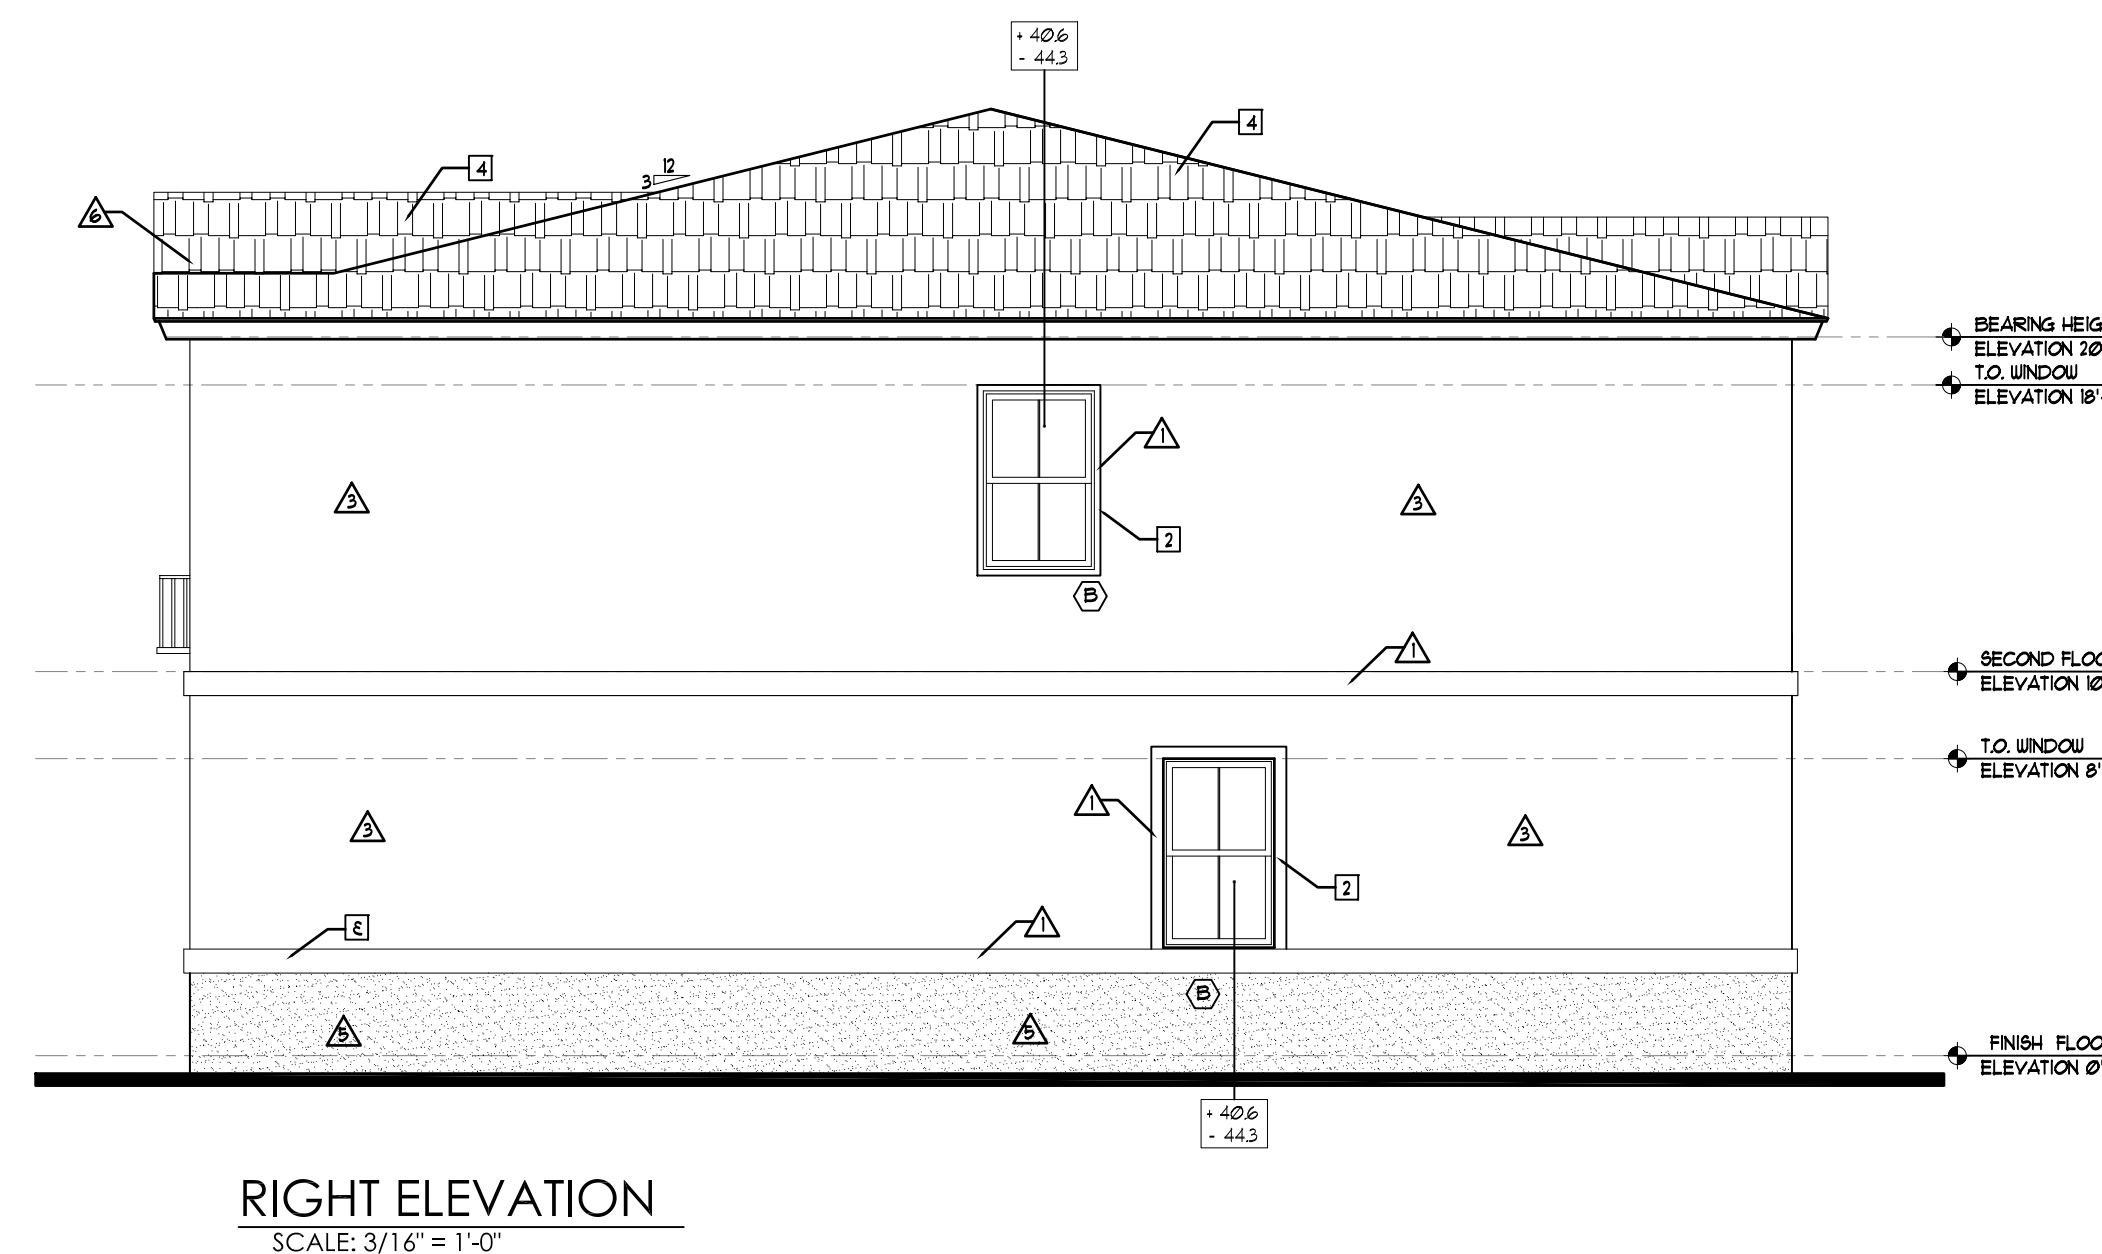 + 40.6
- 44.3
4
4
12
3
6
BEARING HEIG
ELEVATION 20
T.O. WINDOW
ELEVATION 18'-
1
3
3
2
B
1
SECOND FLOO
ELEVATION 10
T.O. WINDOW
ELEVATION 8'
1
3
3
2
1
3
B
5
5
FINISH FLOO
ELEVATION 0'
+ 40.6
- 44.3
RIGHT ELEVATION
SCALE: 3/16" = 1'-0"